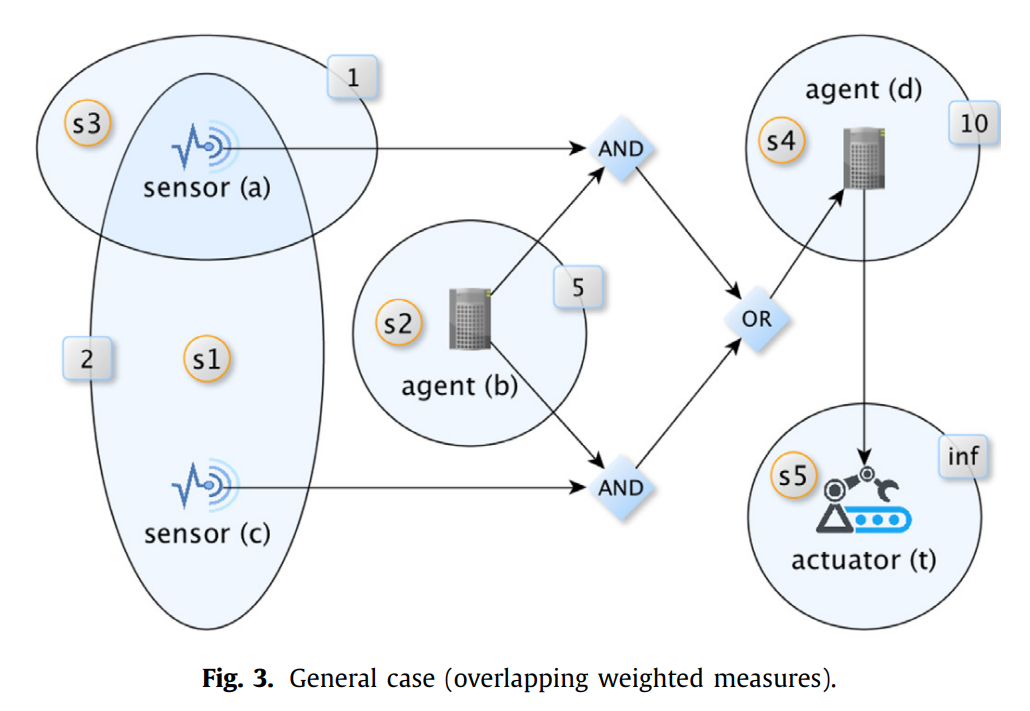 1
s3
sensor (a)
AND
agent (d)
s4
10
s2
5
agent (b)
OR
2
s1
sensor (c)
AND
s5
inf
actuator (t)
Fig. 3. General case (overlapping weighted measures).